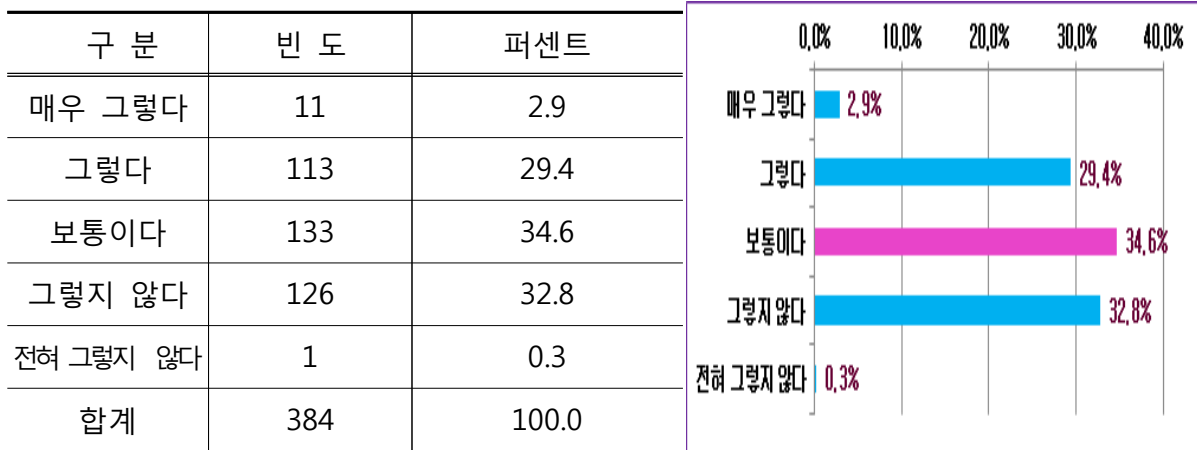 구 분 빈 도 퍼센트
매우 그렇다 11 2.9
그렇다 113 29.4
보통이다 133 34.6
그렇지 않다 126 32.8
전혀 그렇지 않다 1 0.3
합계 384 100.0
0,0% 10,0% 20,0% 30,0% 40,0%
매우 그렇다 2,9%
그렇다 29,4%
보통이다 34,6%
그렇지 않다 32,8%
전혀 그렇지 않다 0,3%